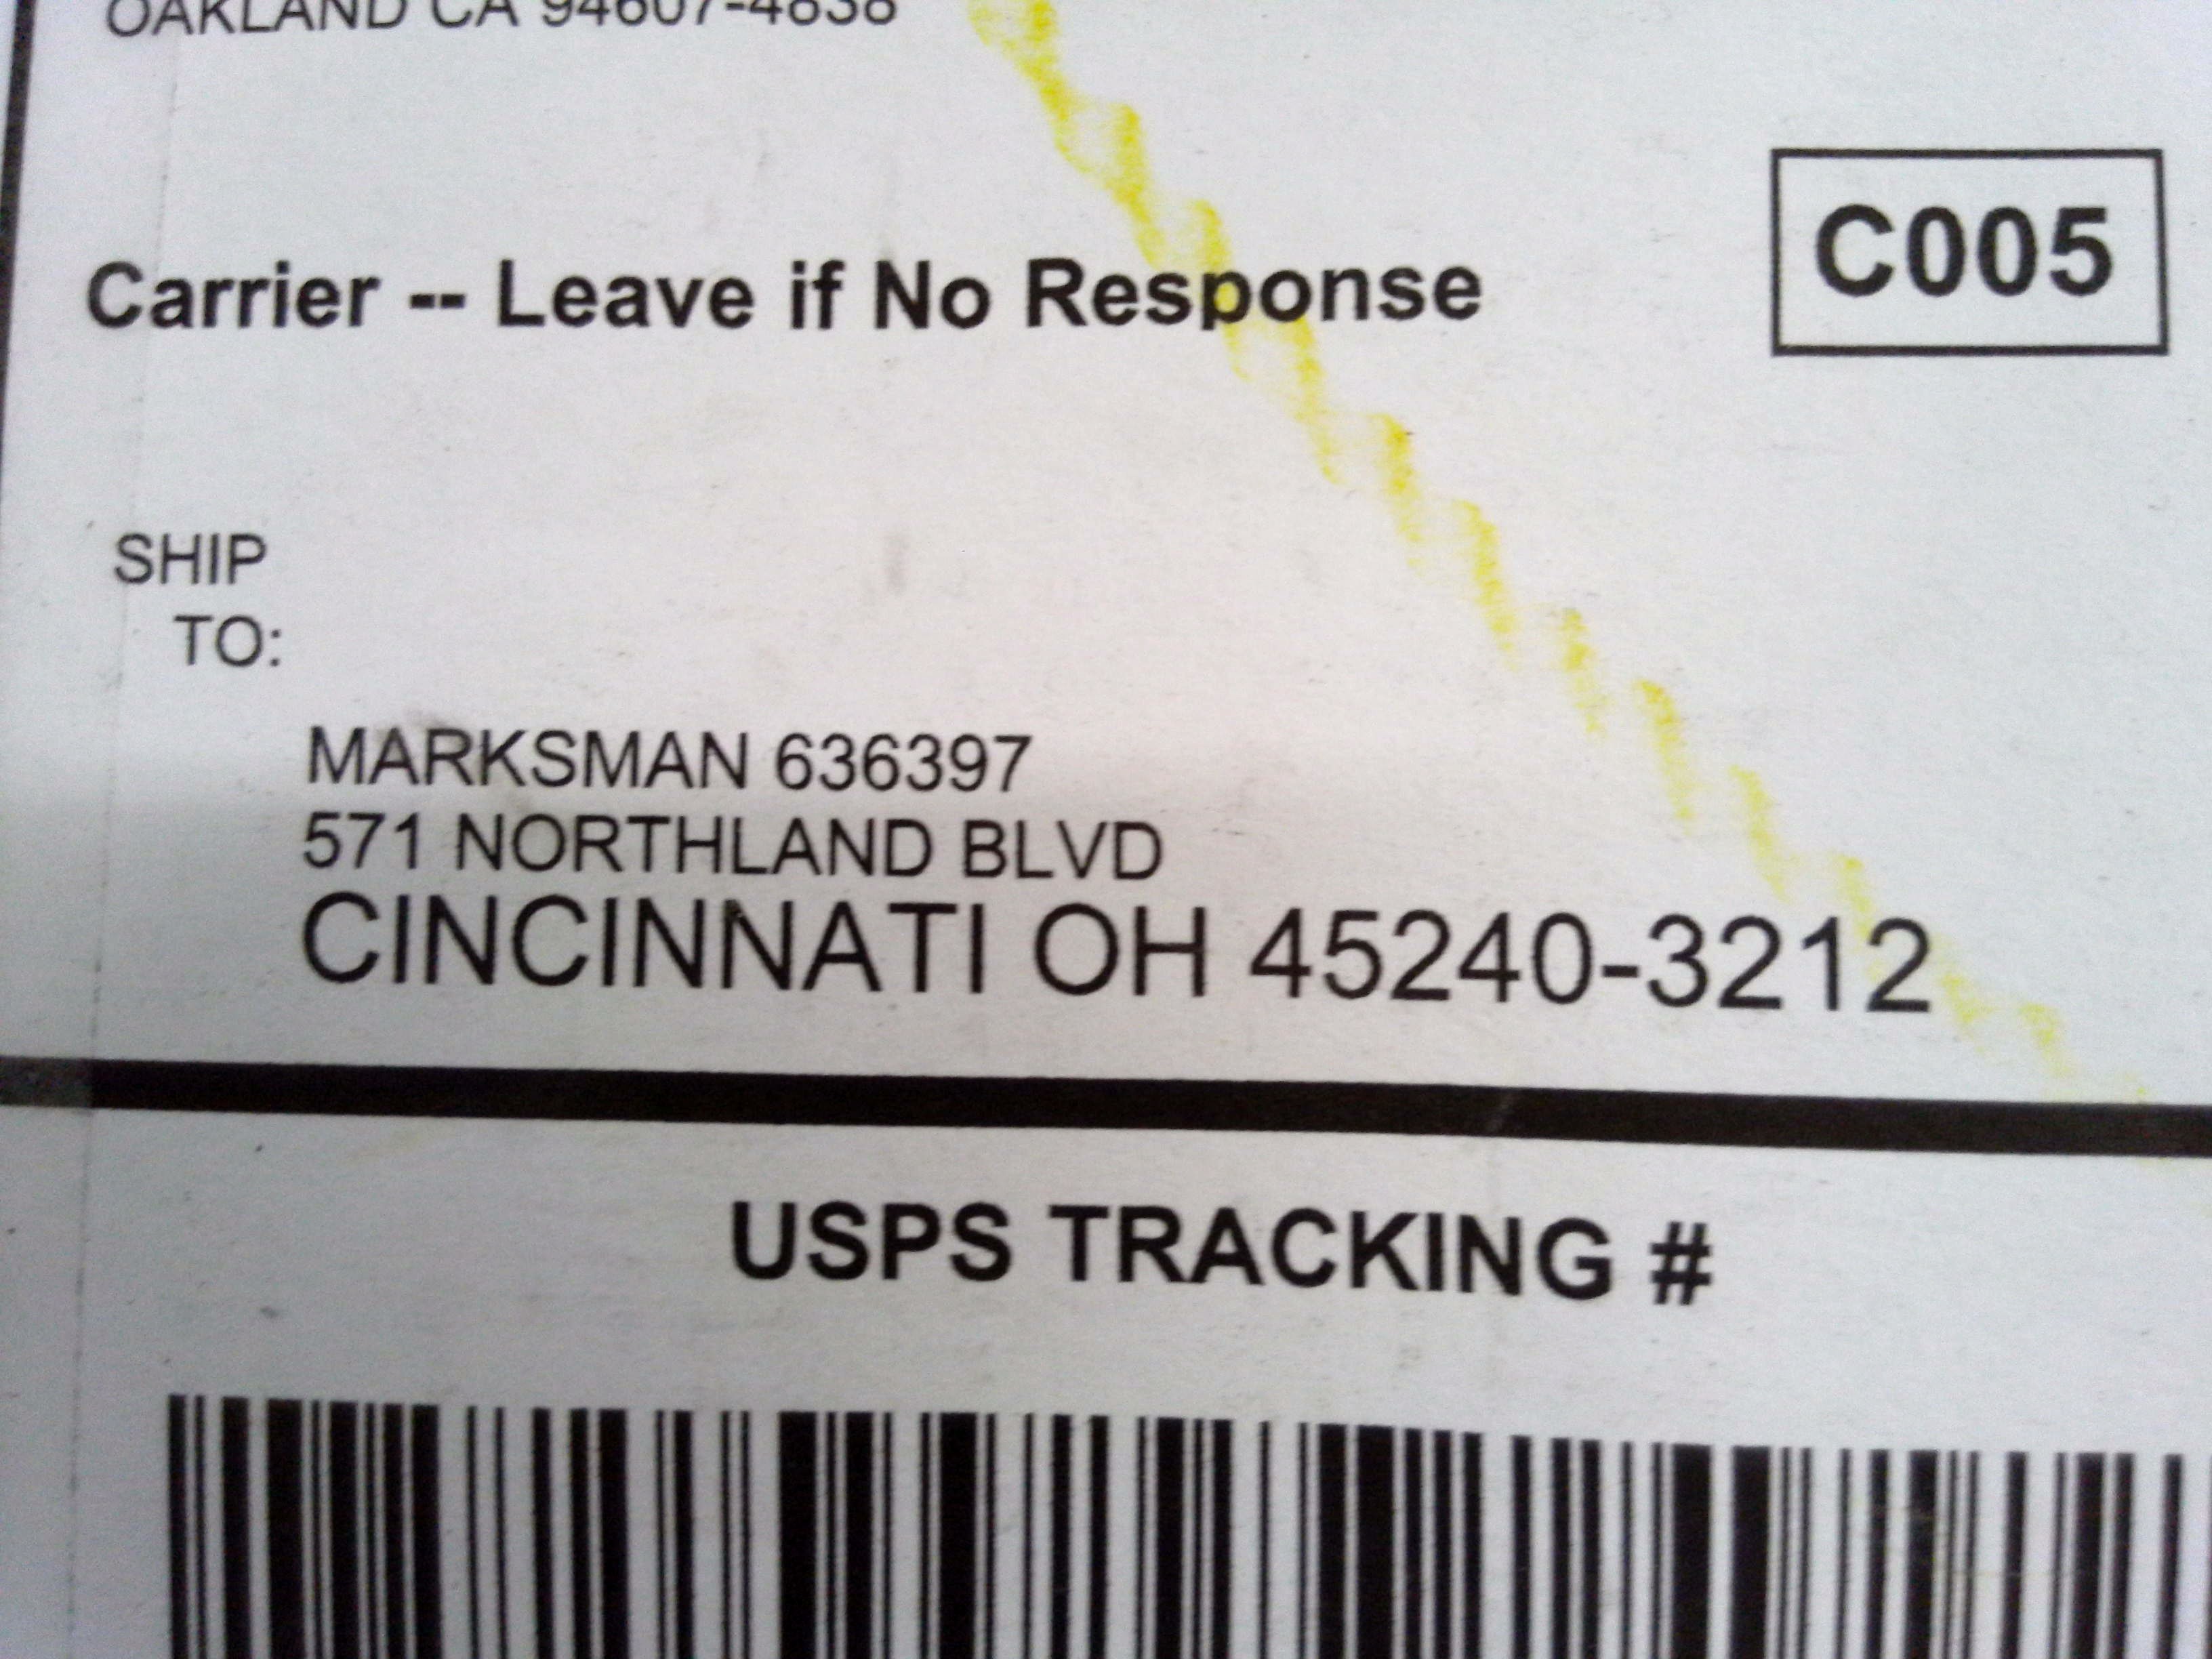 OAKLAND CA 94607-4838
C005
Carrier -- Leave if No Response
SHIP
TO:
MARKSMAN 636397
571 NORTHLAND BLVD
CINCINNATI OH 45240-3212
USPS TRACKING #